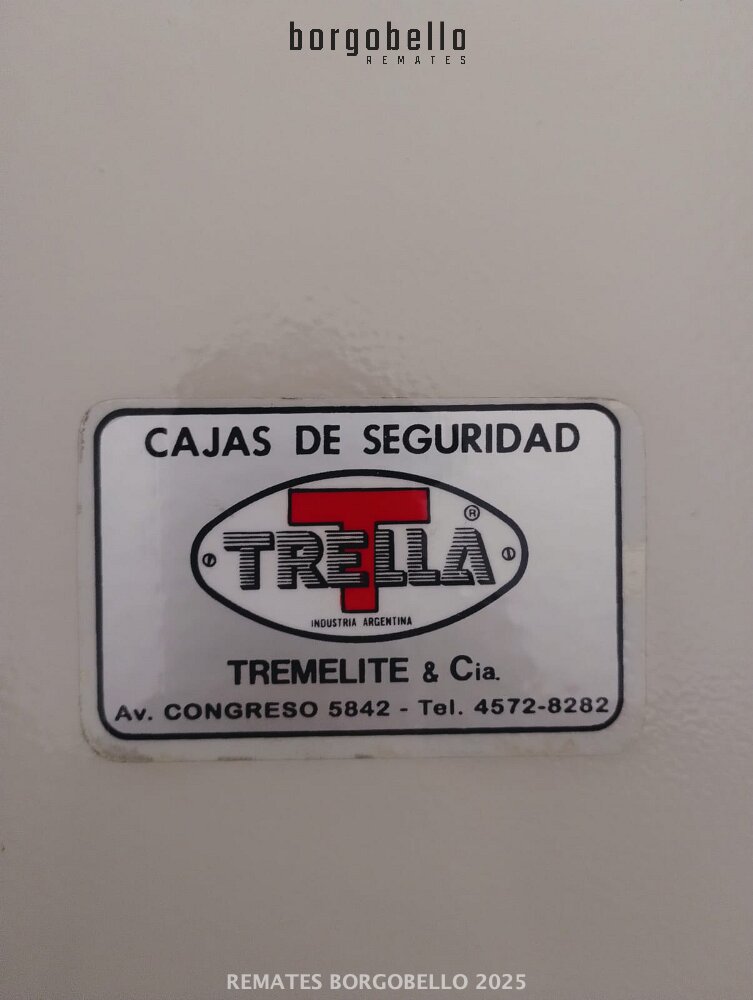 borgobello
REMATES
CAJAS DE SEGURIDAD
T
®
TRELLA
INDUSTRIA ARGENTINA
TREMELITE & Cia.
Av. CONGRESO 5842 - Tel. 4572-8282
REMATES BORGOBELLO 2025